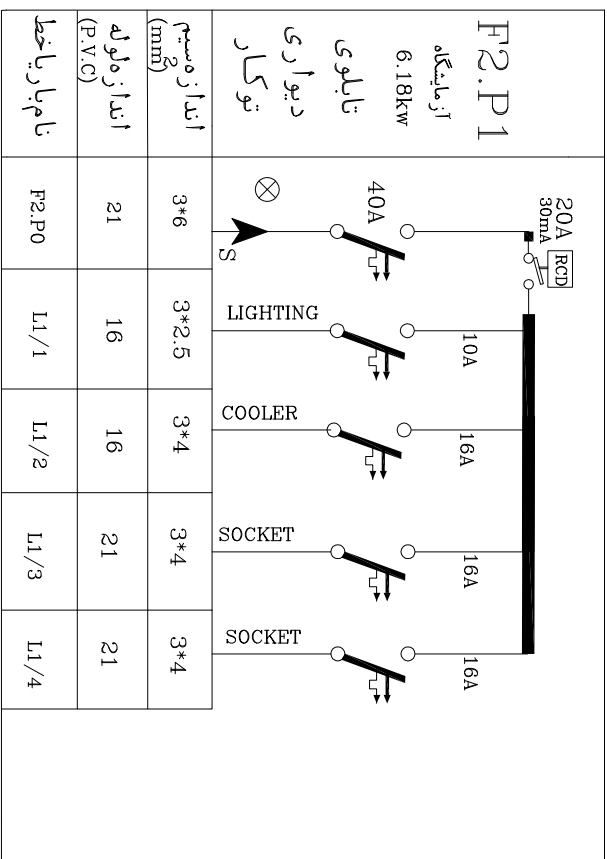 F2.P1
آزمایشگاه
6.18kw
تابلوی
دیواری
توکار
20A
30mA
RCD
40A
10A
16A
16A
16A
S
LIGHTING
COOLER
SOCKET
SOCKET
اندازه سیم
(mm²)
3*6
3*2.5
3*4
3*4
3*4
اندازه لوله
(P.V.C)
21
16
16
21
21
نام بار یا خط
F2.P0
L1/1
L1/2
L1/3
L1/4